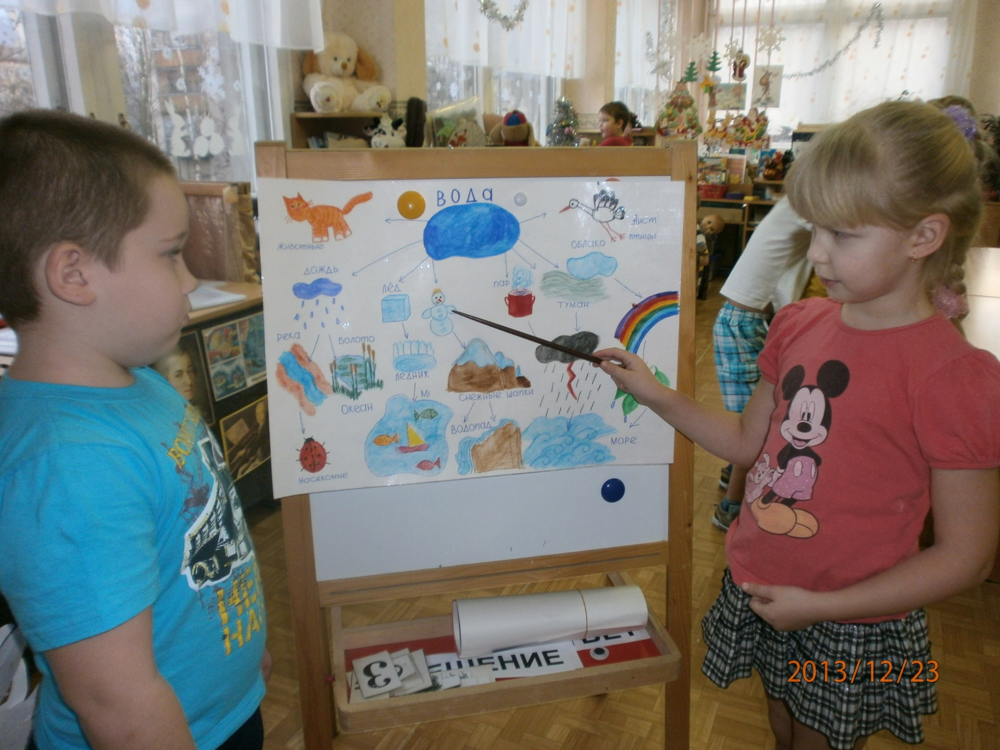 ВОДА
Животные
Аист
птицы
Облако
дождь
лёд
пар
туман
река
Болото
ледник
Снежные шапки
Океан
Водопад
море
насекомые
З
ЕШЕНИЕ
2013/12/23